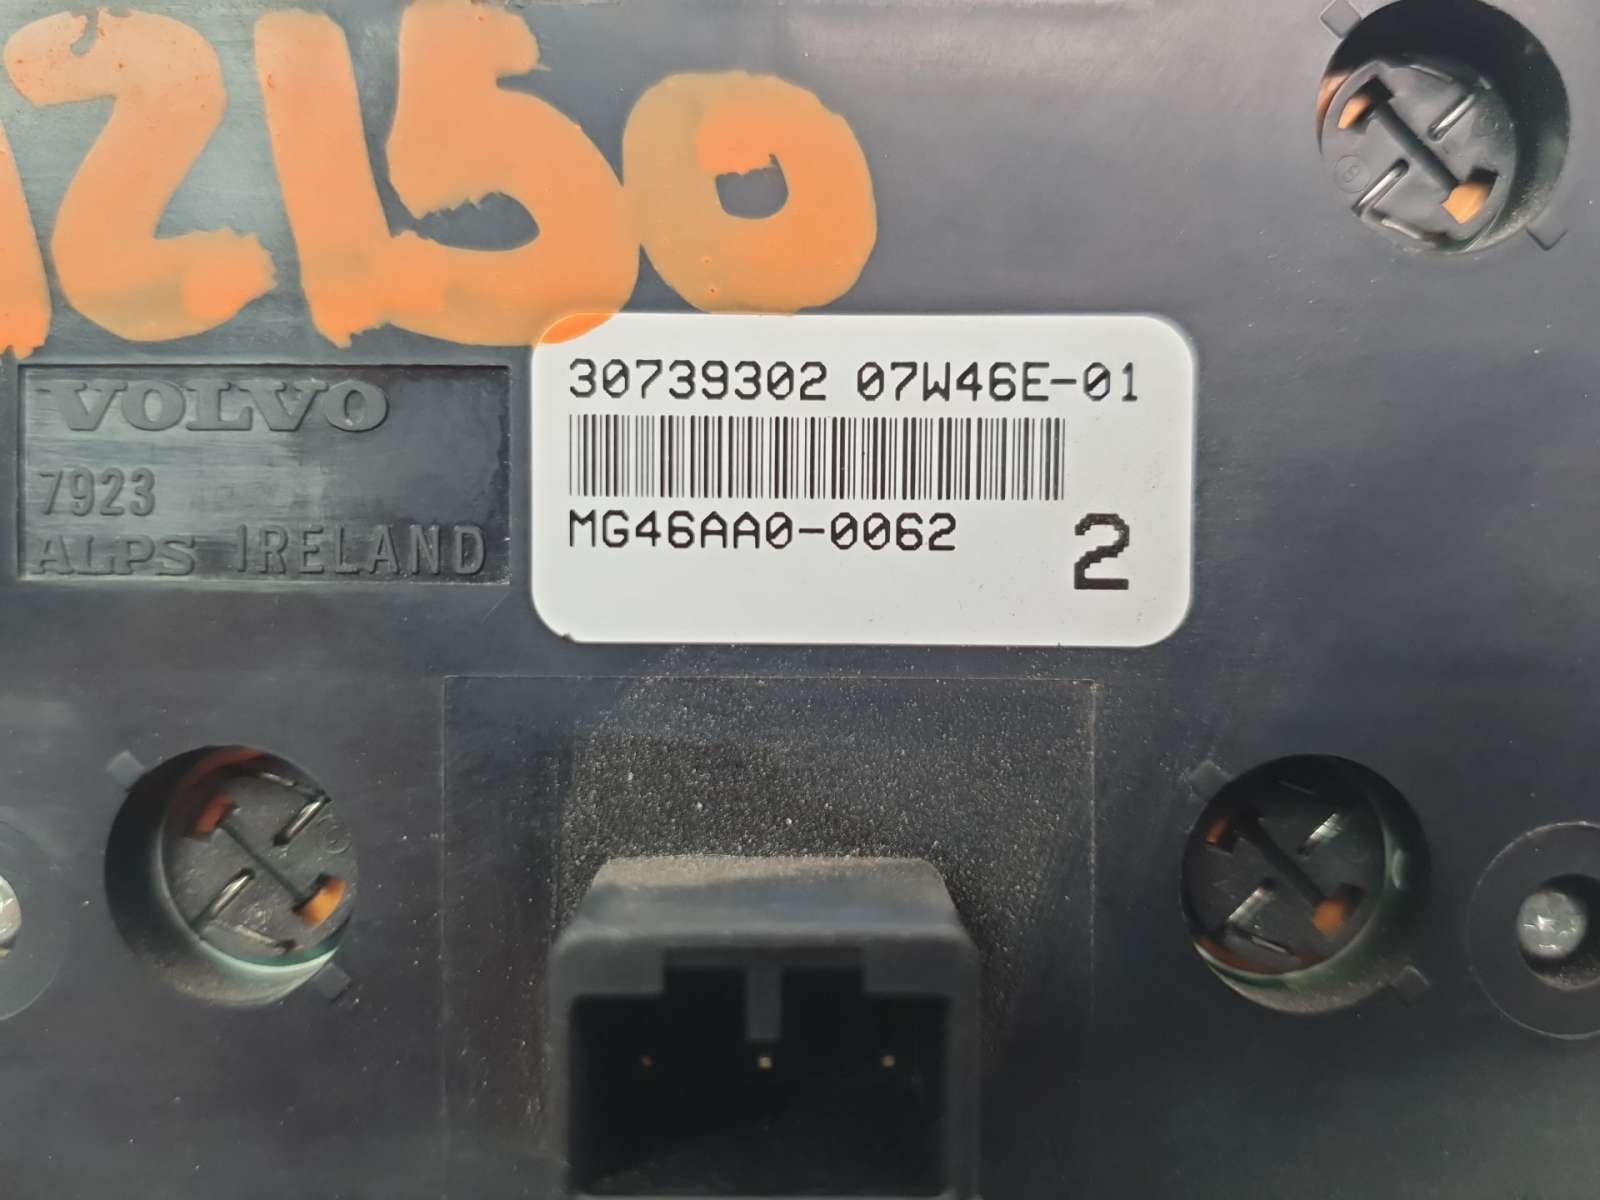 12150
VOLVO
7923
ALPS IRELAND
30739302 07W46E-01
MG46AA0-0062
2